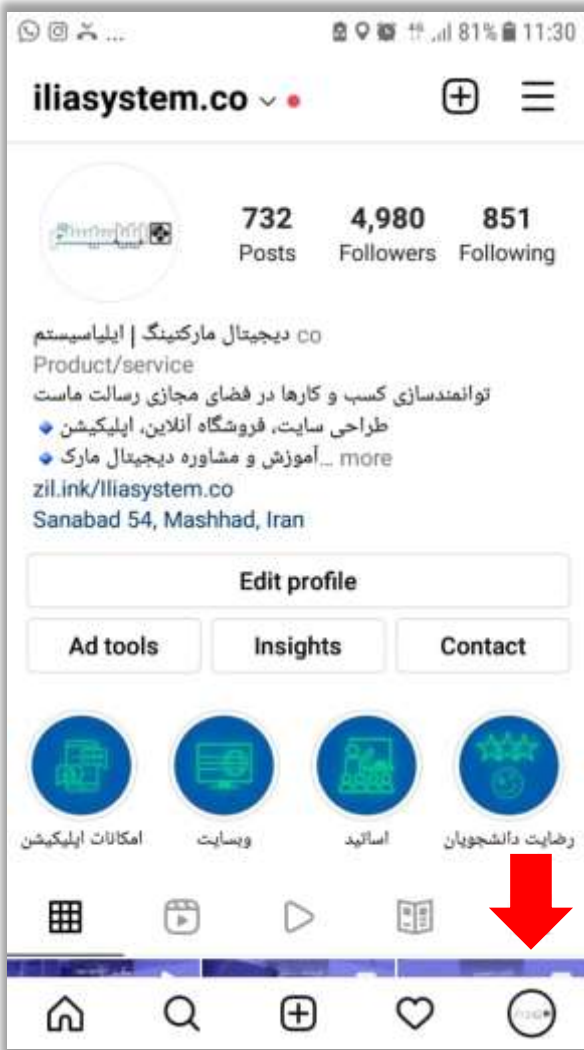 ... 81% 11:30
iliasystem.co
732 4,980 851
Posts Followers Following
دیجیتال مارکتینگ | ایلیاسیستم co
Product/service
توانمندسازی کسب و کارها در فضای مجازی رسالت ماست
طراحی سایت، فروشگاه آنلاین، اپلیکیشن 🔹
آموزش و مشاوره دیجیتال مارک 🔹... more
zil.ink/Iliasystem.co
Sanabad 54, Mashhad, Iran
Edit profile
Ad tools Insights Contact
امکانات اپلیکیشن وبسایت اساتید رضایت دانشجویان